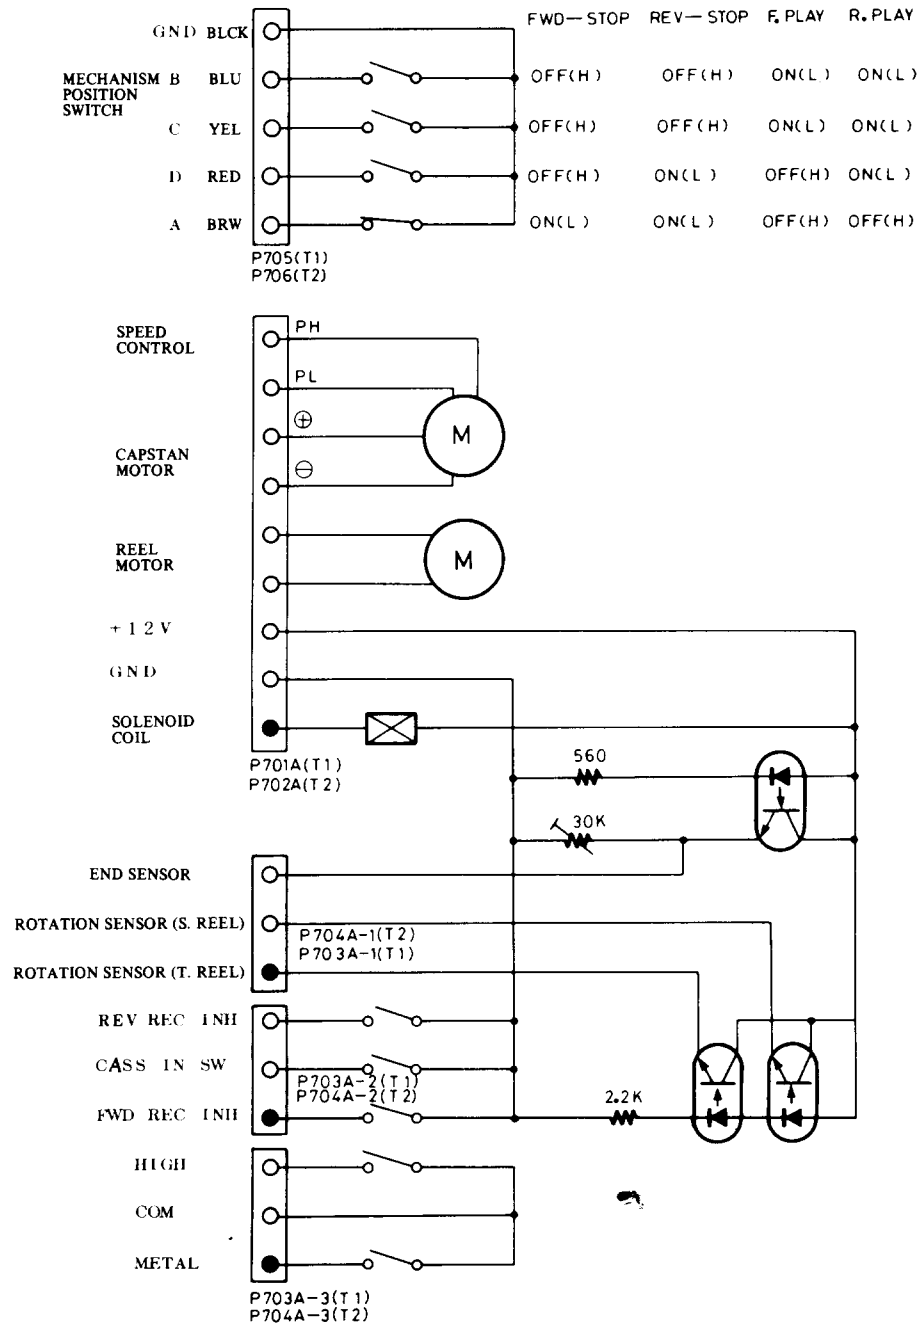 FWD—STOP REV—STOP F. PLAY R. PLAY
GND BLCK
MECHANISM B BLU OFF(H) OFF(H) ON(L) ON(L)
POSITION
SWITCH
C YEL OFF(H) OFF(H) ON(L) ON(L)
D RED OFF(H) ON(L) OFF(H) ON(L)
A BRW ON(L) ON(L) OFF(H) OFF(H)
P705(T1)
P706(T2)
SPEED
CONTROL
PH
PL
⊕
CAPSTAN
MOTOR
M
⊖
REEL
MOTOR
M
+12V
GND
SOLENOID
COIL
P701A(T1)
P702A(T2)
560
30K
END SENSOR
ROTATION SENSOR (S. REEL)
P704A-1(T2)
P703A-1(T1)
ROTATION SENSOR (T. REEL)
REV REC INH
CASS IN SW
P703A-2(T1)
P704A-2(T2)
FWD REC INH
2.2K
HIGH
COM
METAL
P703A-3(T1)
P704A-3(T2)